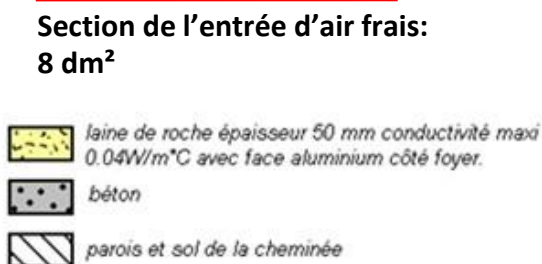 Section de l’entrée d’air frais:
8 dm²
laine de roche épaisseur 50 mm conductivité maxi
0.04W/m°C avec face aluminium côté foyer.
béton
parois et sol de la cheminée